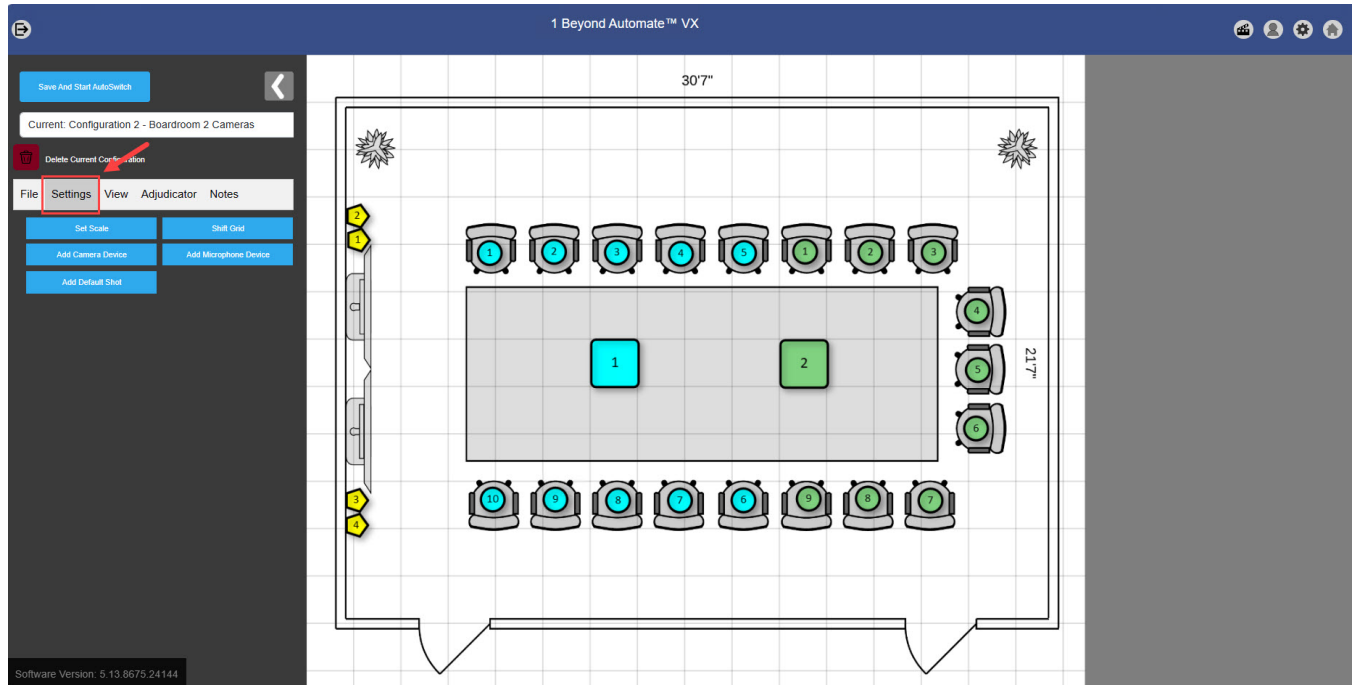 1 Beyond Automate™ VX
Save And Start AutoSwitch
Current: Configuration 2 - Boardroom 2 Cameras
Delete Current Configuration
File Settings View Adjudicator Notes
Set Scale Shift Grid
Add Camera Device Add Microphone Device
Add Default Shot
Software Version: 5.13.8675.24144
30'7"
2
1
1 2 3 4 5 1 2 3
4
1 2 5
21'7"
6
3
4
10 9 8 7 6 9 8 7